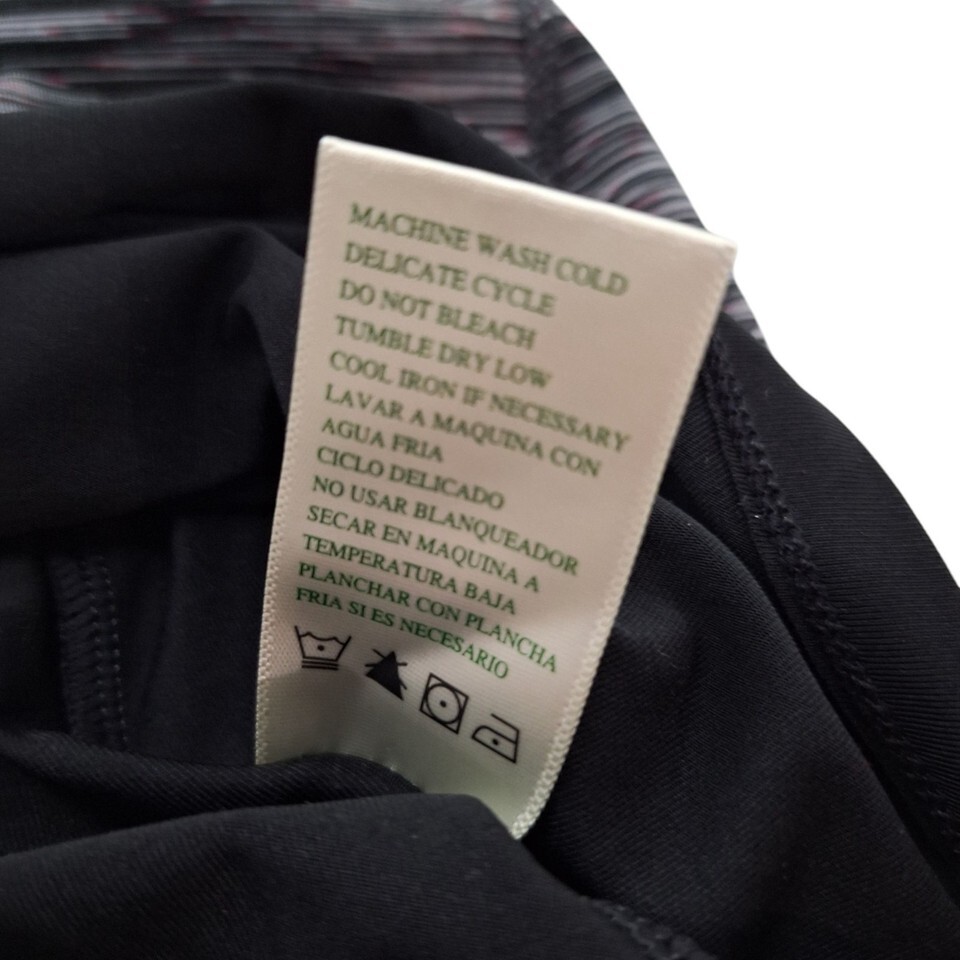 MACHINE WASH COLD
DELICATE CYCLE
DO NOT BLEACH
TUMBLE DRY LOW
COOL IRON IF NECESSARY
LAVAR A MAQUINA CON
AGUA FRIA
CICLO DELICADO
NO USAR BLANQUEADOR
SECAR EN MAQUINA A
TEMPERATURA BAJA
PLANCHAR CON PLANCHA
FRIA SI ES NECESARIO